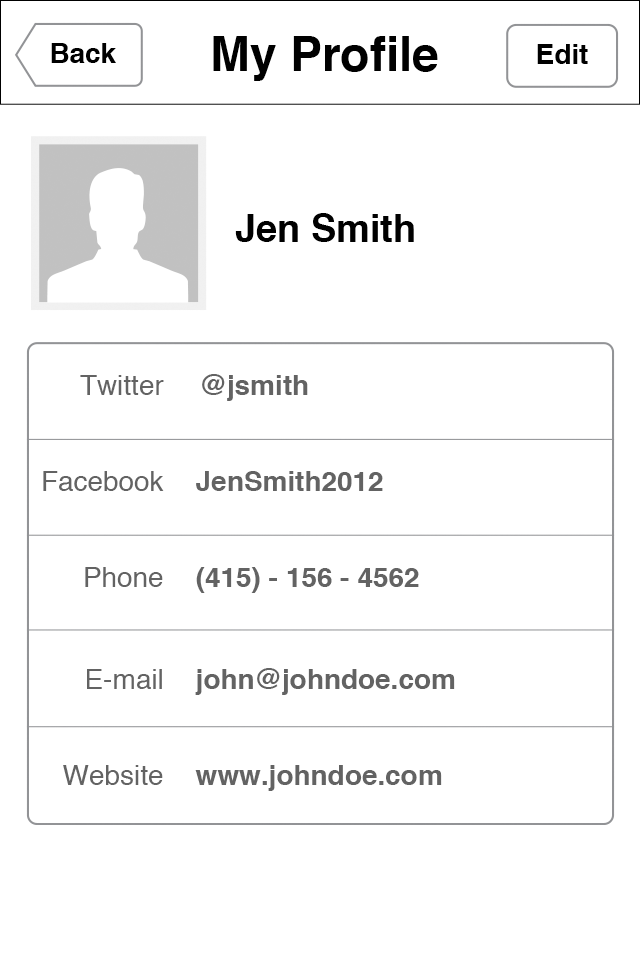 Back My Profile Edit
Jen Smith
Twitter @jsmith
Facebook JenSmith2012
Phone (415) - 156 - 4562
E-mail john@johndoe.com
Website www.johndoe.com